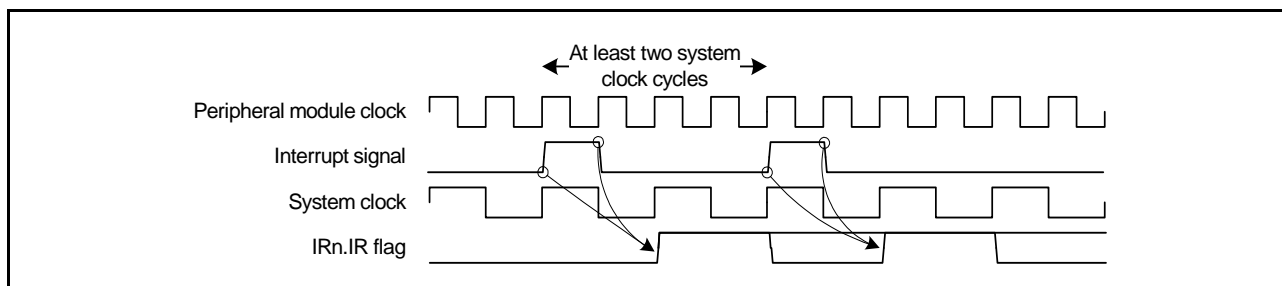 At least two system
clock cycles
Peripheral module clock
Interrupt signal
System clock
IRn.IR flag